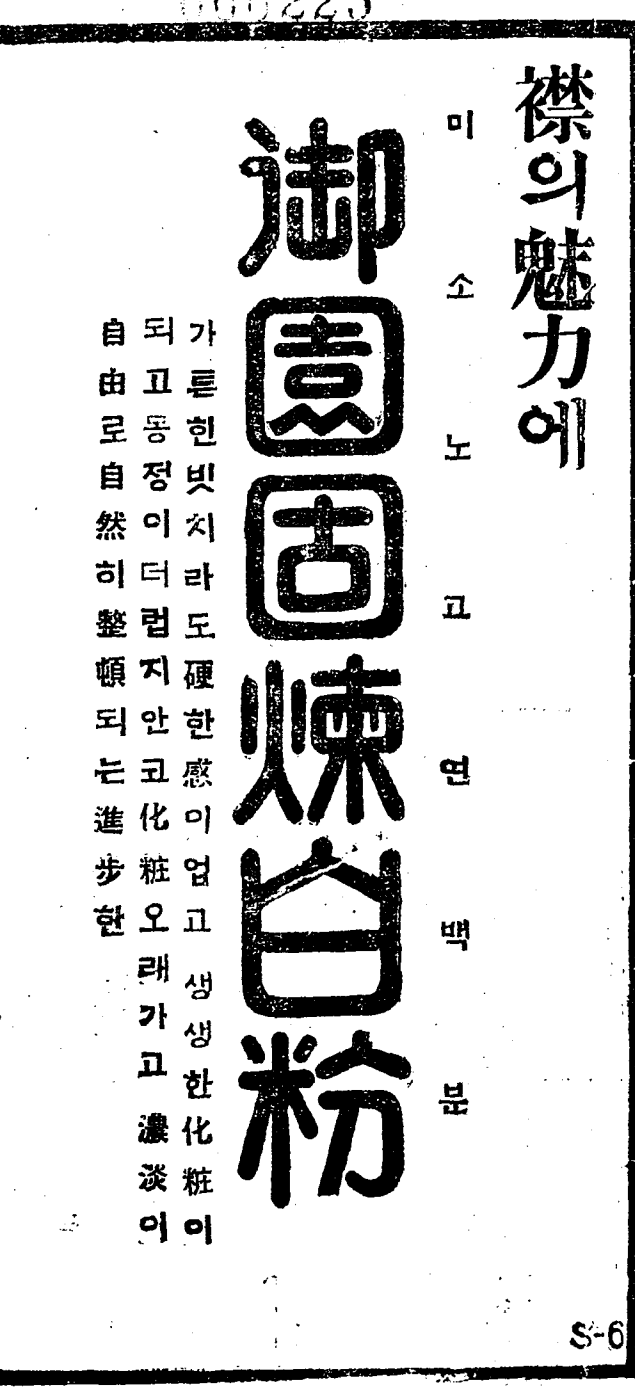 襟의魅力에
미소노고연백분
御園固煉白粉
가튼힌빗치라도硬한感이업고 생생한化粧이
되고동정이더럽지안코化粧오래가고濃淡이
自由로自然히整頓되는進步한
S-6